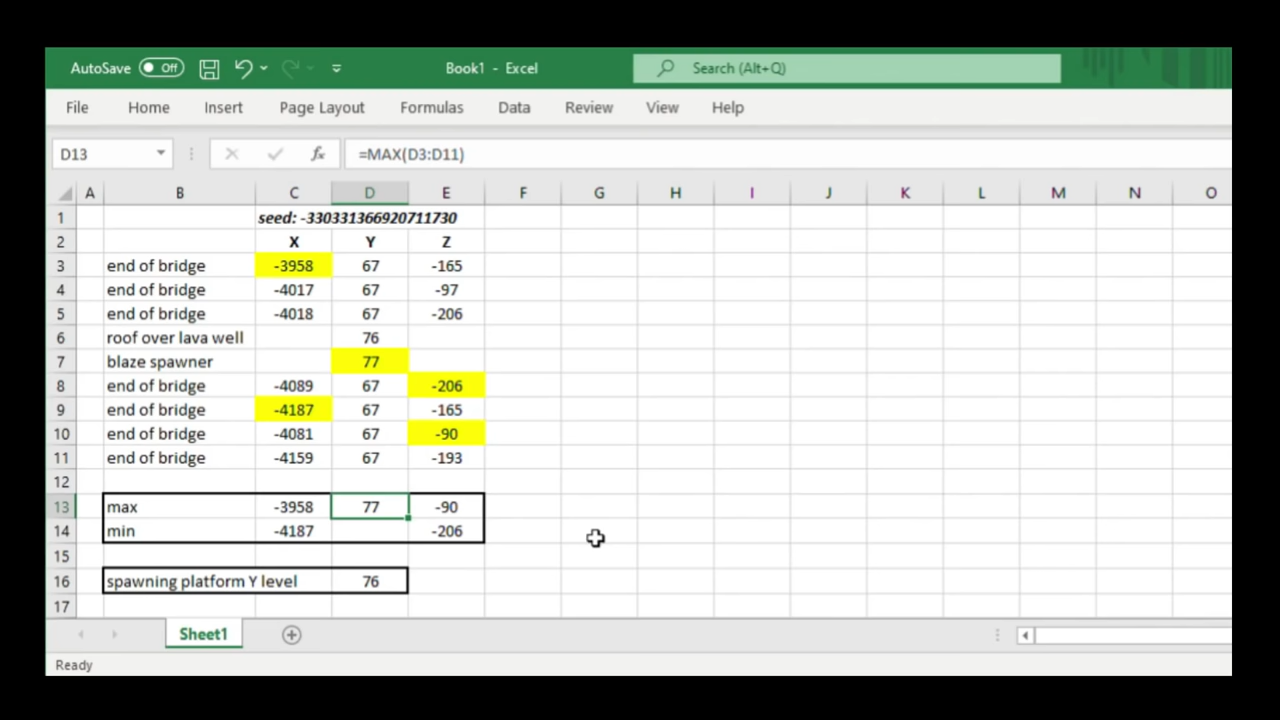 AutoSave Off Book1 - Excel Search (Alt+Q)
File Home Insert Page Layout Formulas Data Review View Help
D13 fx =MAX(D3:D11)
A B C D E F G H I J K L M N O
1 seed: -330331366920711730
2 X Y Z
3 end of bridge -3958 67 -165
4 end of bridge -4017 67 -97
5 end of bridge -4018 67 -206
6 roof over lava well 76
7 blaze spawner 77
8 end of bridge -4089 67 -206
9 end of bridge -4187 67 -165
10 end of bridge -4081 67 -90
11 end of bridge -4159 67 -193
12
13 max -3958 77 -90
14 min -4187 -206
15
16 spawning platform Y level 76
17
Sheet1
Ready